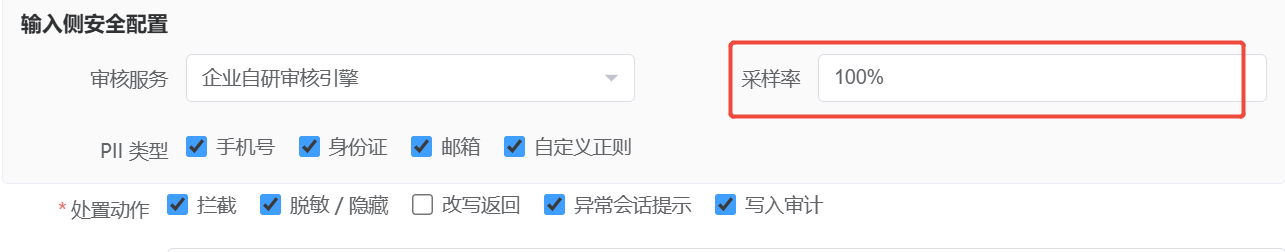 输入侧安全配置
审核服务 企业自研审核引擎 采样率 100%
PII 类型 手机号 身份证 邮箱 自定义正则
* 处置动作 拦截 脱敏 / 隐藏 改写返回 异常会话提示 写入审计